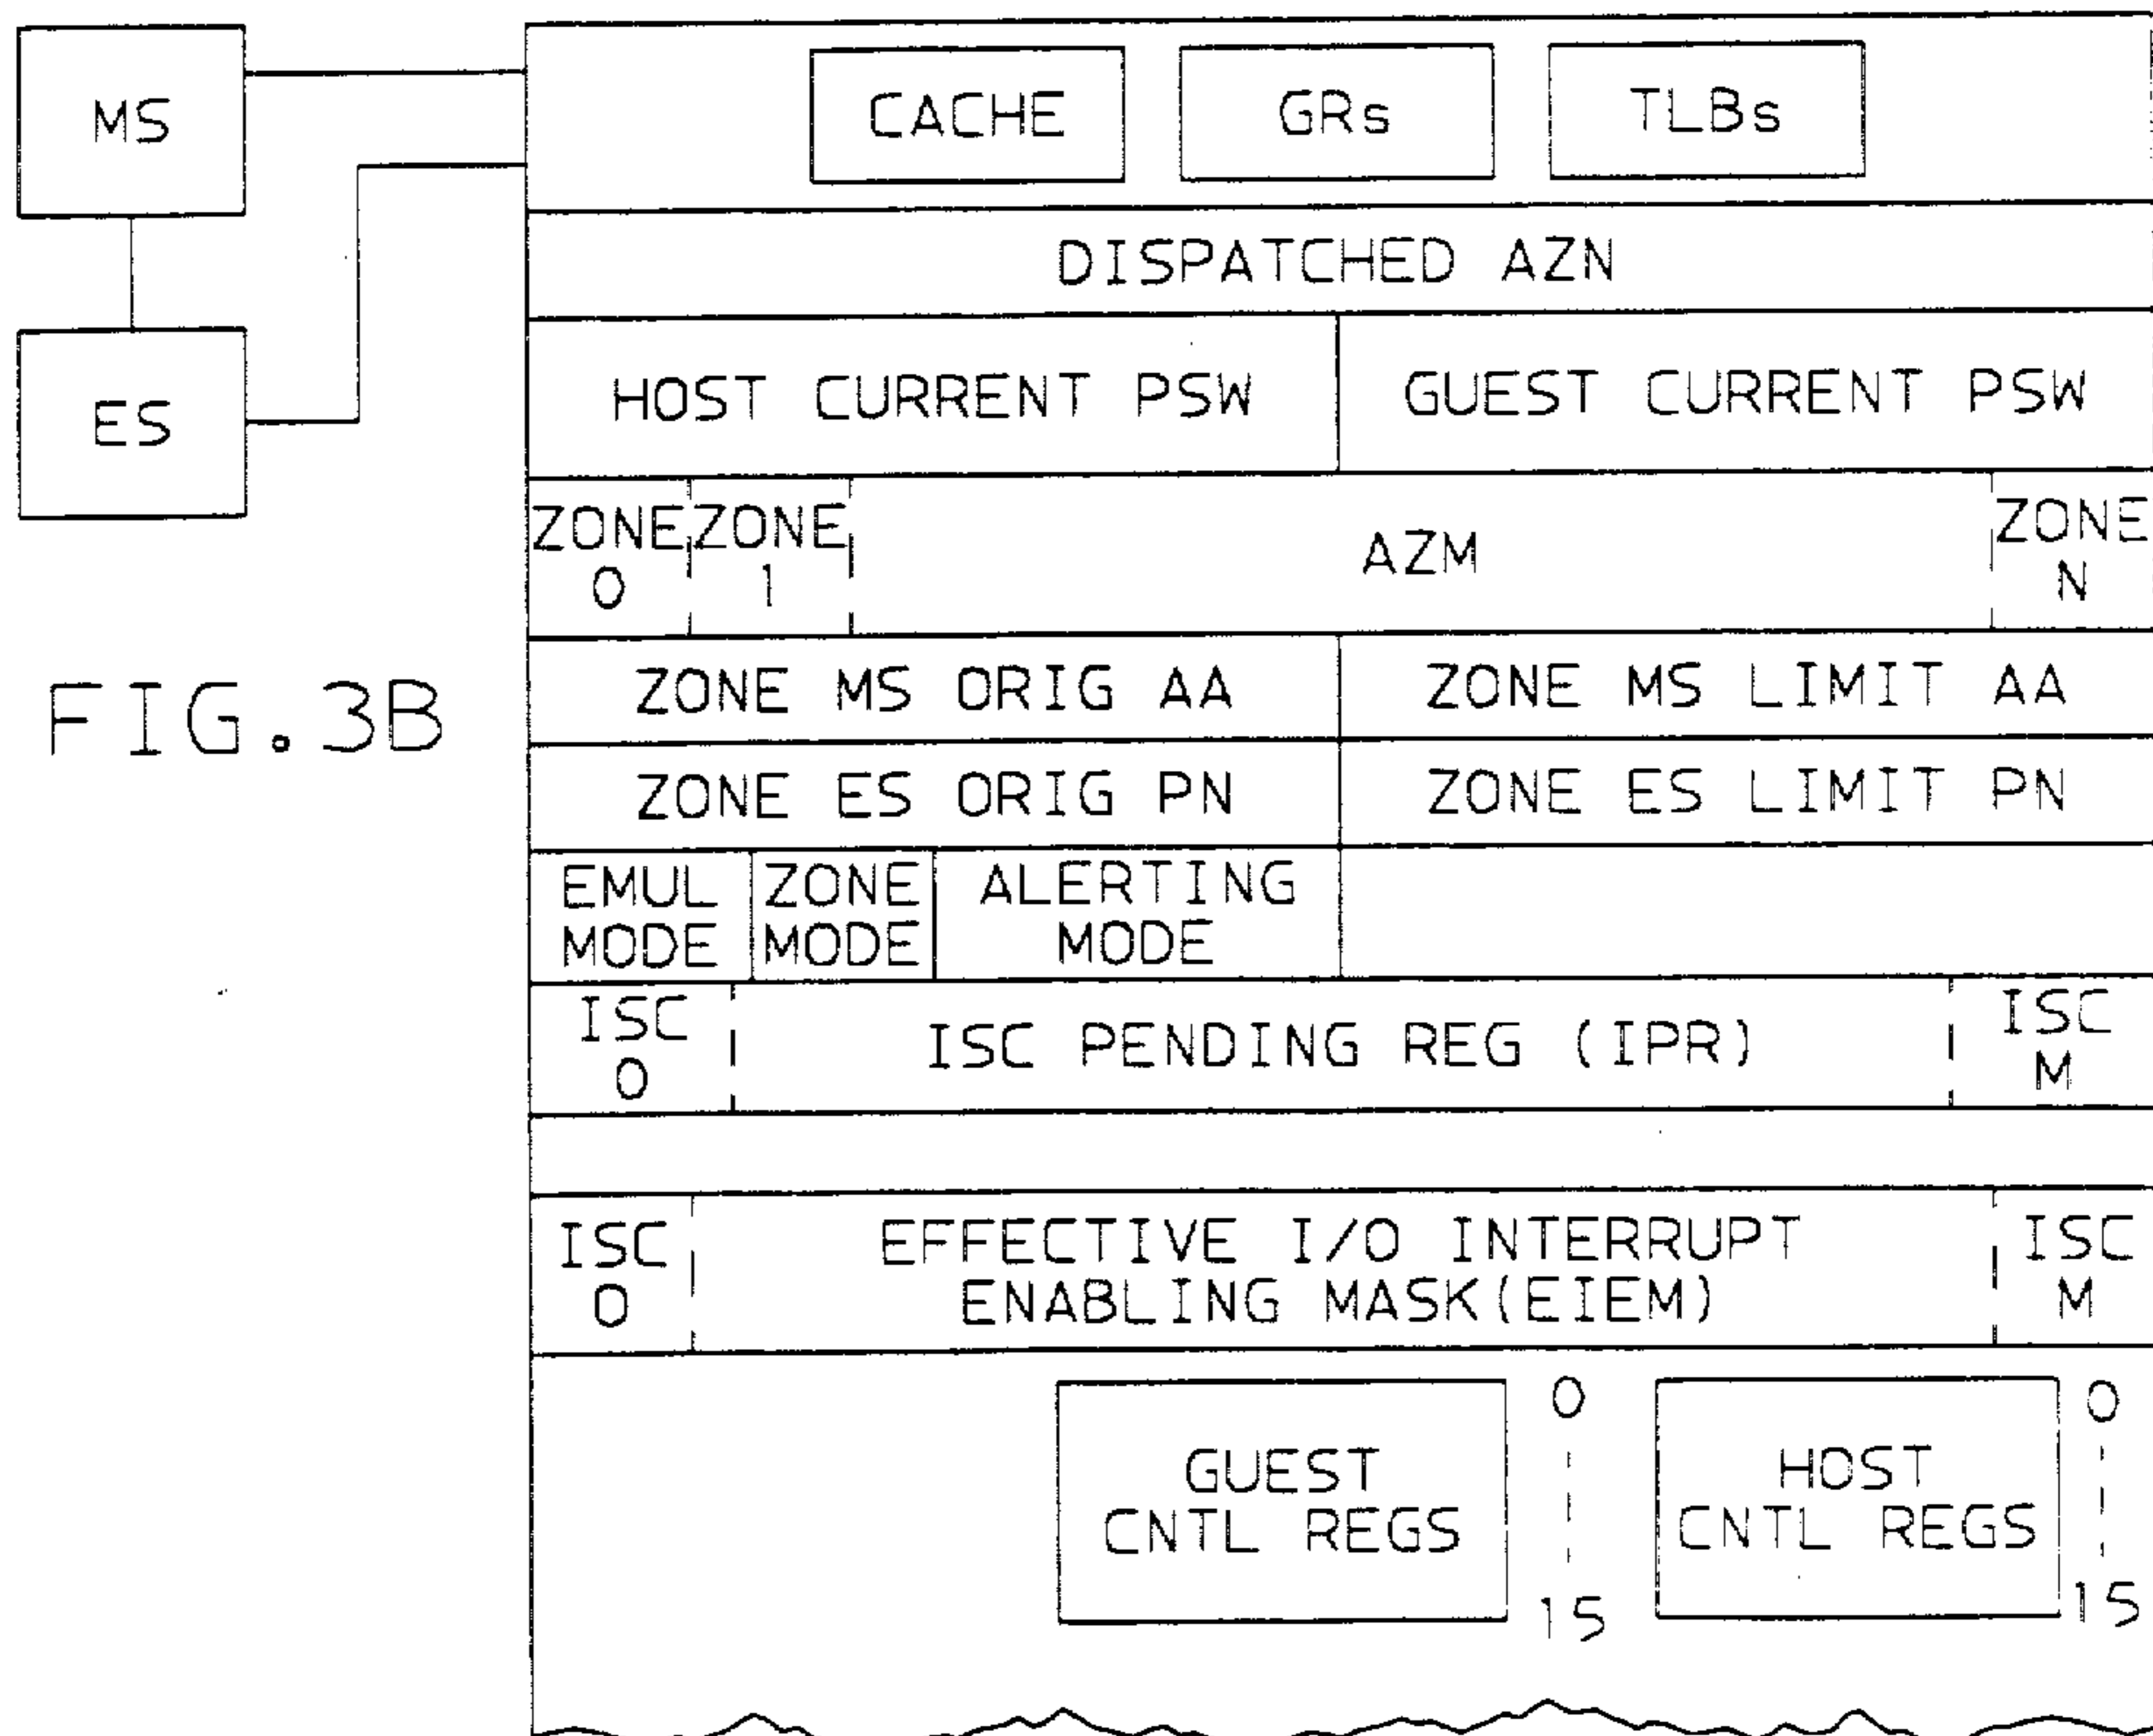 MS
CACHE
GRs
TLBs
DISPATCHED AZN
ES
HOST CURRENT PSW
GUEST CURRENT PSW
ZONE
0
ZONE
1
AZM
ZONE
N
FIG.3B
ZONE MS ORIG AA
ZONE MS LIMIT AA
ZONE ES ORIG PN
ZONE ES LIMIT PN
EMUL
MODE
ZONE
MODE
ALERTING
MODE
ISC
0
ISC PENDING REG (IPR)
ISC
M
ISC
0
EFFECTIVE I/O INTERRUPT
ENABLING MASK(EIEM)
ISC
M
GUEST
CNTL REGS
0
15
HOST
CNTL REGS
0
15